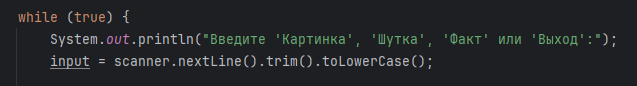 while (true) {
System.out.println("Введите 'Картинка', 'Шутка', 'Факт' или 'Выход':");
input = scanner.nextLine().trim().toLowerCase();